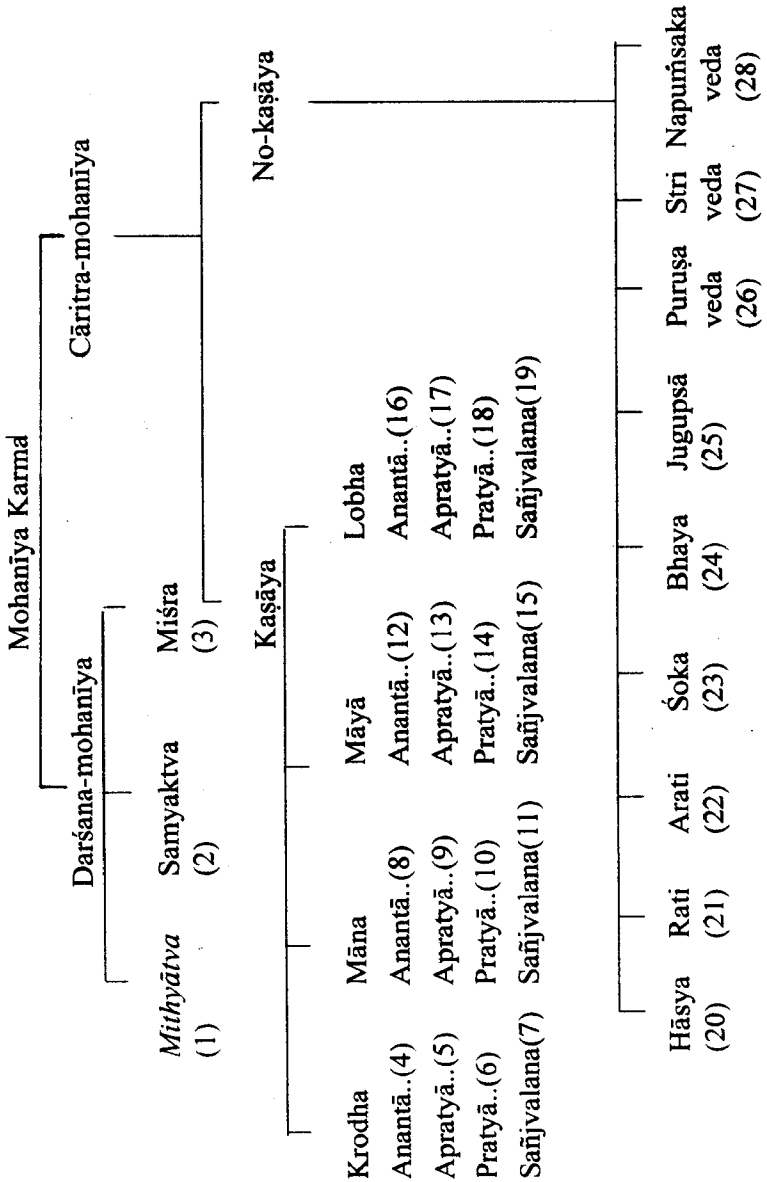 Mohanīya Karma
Darśana-mohanīya Cāritra-mohanīya
Mithyātva Samyaktva Miśra
(1) (2) (3)
Kaṣāya No-kaṣāya
Krodha Māna Māyā Lobha
Anantā..(4) Anantā..(8) Anantā..(12) Anantā..(16)
Apratyā..(5) Apratyā..(9) Apratyā..(13) Apratyā..(17)
Pratyā..(6) Pratyā..(10) Pratyā..(14) Pratyā..(18)
Sañjvalana(7) Sañjvalana(11) Sañjvalana(15) Sañjvalana(19)
Hāsya Rati Arati Śoka Bhaya Jugupsā Puruṣa Stri Napuṁsaka
(20) (21) (22) (23) (24) (25) veda veda veda
(26) (27) (28)